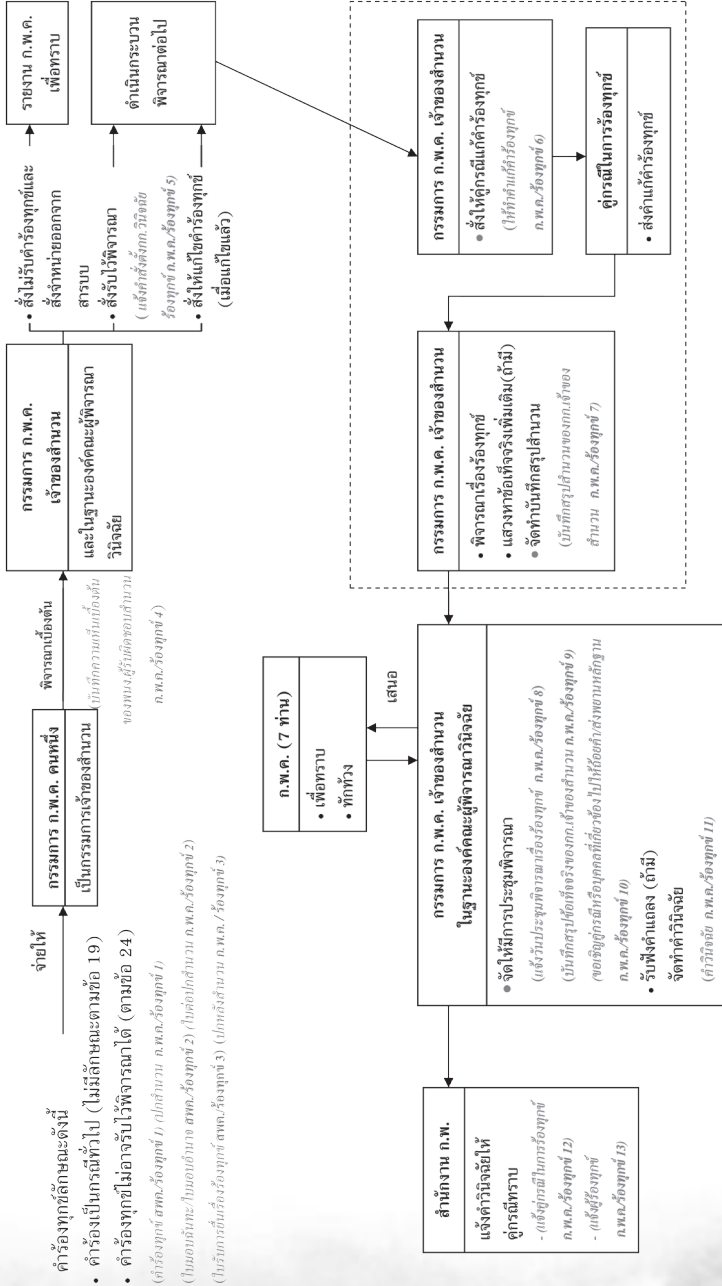 คำร้องทุกข์ลักษณะดังนี้
• คำร้องเป็นกรณีทั่วไป (ไม่มีลักษณะตามข้อ 19)
• คำร้องทุกข์ไม่อาจรับไว้พิจารณาได้ (ตามข้อ 24)
(คำร้องทุกข์ สพค./ร้องทุกข์ 1) (ปกสำนวน ก.พ.ค./ร้องทุกข์ 1)
(ใบมอบฉันทะ/ใบมอบอำนาจ สพค./ร้องทุกข์ 2) (ใบต่อปกสำนวน ก.พ.ค./ร้องทุกข์ 2)
(ใบรับการยื่นเรื่องร้องทุกข์ สพค./ร้องทุกข์ 3) (ปกหลังสำนวน ก.พ.ค. / ร้องทุกข์ 3)
จ่ายให้
กรรมการ ก.พ.ค. คนหนึ่ง
เป็นกรรมการเจ้าของสำนวน
พิจารณาเบื้องต้น
(บันทึกความเห็นเบื้องต้น
ของพนง.ผู้รับผิดชอบสำนวน
ก.พ.ค./ร้องทุกข์ 4)
กรรมการ ก.พ.ค.
เจ้าของสำนวน
และในฐานะองค์คณะผู้พิจารณา
วินิจฉัย
• สั่งไม่รับคำร้องทุกข์และ
สั่งจำหน่ายออกจาก
สารบบ
• สั่งรับไว้พิจารณา
(แจ้งคำสั่งตั้งกก.วินิจฉัย
ร้องทุกข์ ก.พ.ค./ร้องทุกข์ 5)
• สั่งให้แก้ไขคำร้องทุกข์
(เมื่อแก้ไขแล้ว)
รายงาน ก.พ.ค.
เพื่อทราบ
ดำเนินกระบวน
พิจารณาต่อไป
กรรมการ ก.พ.ค. เจ้าของสำนวน
• สั่งให้คู่กรณีแก้คำร้องทุกข์
(ให้ทำคำแก้คำร้องทุกข์
ก.พ.ค./ร้องทุกข์ 6)
คู่กรณีในการร้องทุกข์
• ส่งคำแก้คำร้องทุกข์
กรรมการ ก.พ.ค. เจ้าของสำนวน
• พิจารณาเรื่องร้องทุกข์
• แสวงหาข้อเท็จจริงเพิ่มเติม(ถ้ามี)
• จัดทำบันทึกสรุปสำนวน
(บันทึกสรุปสำนวนของกก.เจ้าของ
สำนวน ก.พ.ค./ร้องทุกข์ 7)
ก.พ.ค. (7 ท่าน)
• เพื่อทราบ
• ทักท้วง
เสนอ
กรรมการ ก.พ.ค. เจ้าของสำนวน
ในฐานะองค์คณะผู้พิจารณาวินิจฉัย
• จัดให้มีการประชุมพิจารณา
(แจ้งวันประชุมพิจารณาเรื่องร้องทุกข์ ก.พ.ค./ร้องทุกข์ 8)
(บันทึกสรุปข้อเท็จจริงของกก.เจ้าของสำนวน ก.พ.ค./ร้องทุกข์ 9)
(ขอเชิญคู่กรณีหรือบุคคลที่เกี่ยวข้องไปให้ถ้อยคำ/ส่งพยานหลักฐาน
ก.พ.ค./ร้องทุกข์ 10)
• รับฟังคำแถลง (ถ้ามี)
จัดทำคำวินิจฉัย
(คำวินิจฉัย ก.พ.ค./ร้องทุกข์ 11)
สำนักงาน ก.พ.
แจ้งคำวินิจฉัยให้
คู่กรณีทราบ
- (แจ้งคู่กรณีในการร้องทุกข์
ก.พ.ค./ร้องทุกข์ 12)
- (แจ้งผู้ร้องทุกข์
ก.พ.ค./ร้องทุกข์ 13)